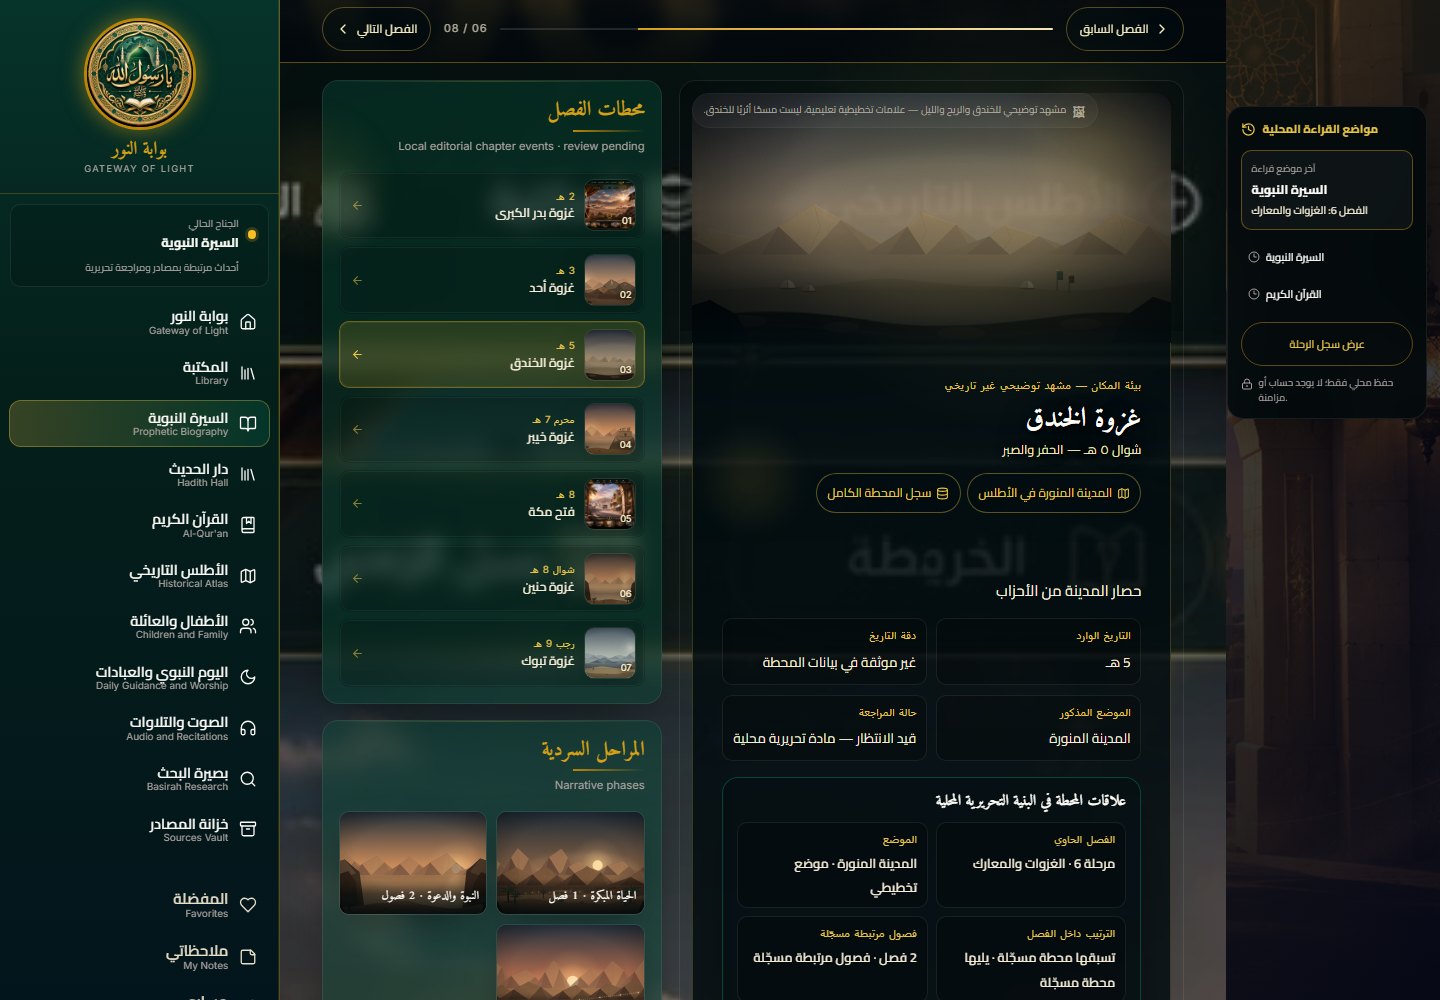 يا رسول الله
بوابة النور
GATEWAY OF LIGHT
الجناح الحالي
السيرة النبوية
أحداث مرتبطة بمصادر ومراجعة تحريرية
بوابة النور
Gateway of Light
المكتبة
Library
السيرة النبوية
Prophetic Biography
دار الحديث
Hadith Hall
القرآن الكريم
Al-Qur'an
الأطلس التاريخي
Historical Atlas
الأطفال والعائلة
Children and Family
اليوم النبوي والعبادات
Daily Guidance and Worship
الصوت والتلاوات
Audio and Recitations
بصيرة البحث
Basirah Research
خزانة المصادر
Sources Vault
المفضلة
Favorites
ملاحظاتي
My Notes
الفصل السابق
08 / 06
الفصل التالي
مشهد توضيحي للخندق والريح والليل — علامات تخطيطية تعليمية، ليست مسحًا أثريًا للخندق.
بيئة المكان — مشهد توضيحي غير تاريخي
غزوة الخندق
شوال ٥ هـ — الحفر والصبر
المدينة المنورة في الأطلس
سجل المحطة الكامل
الخريطة
حصار المدينة من الأحزاب
التاريخ الوارد
5 هـ
دقة التاريخ
غير موثقة في بيانات المحطة
الموضع المذكور
المدينة المنورة
حالة المراجعة
قيد الانتظار — مادة تحريرية محلية
علاقات المحطة في البنية التحريرية المحلية
الفصل الحاوي
مرحلة 6 · الغزوات والمعارك
الموضع
المدينة المنورة · موضع
تخطيطي
الترتيب داخل الفصل
تسبقها محطة مسجّلة · يليها
محطة مسجّلة
فصول مرتبطة مسجّلة
2 فصل · فصول مرتبطة مسجّلة
محطات الفصل
Local editorial chapter events · review pending
2 هـ
غزوة بدر الكبرى
01
3 هـ
غزوة أحد
02
5 هـ
غزوة الخندق
03
محرم 7 هـ
غزوة خيبر
04
8 هـ
فتح مكة
05
شوال 8 هـ
غزوة حنين
06
رجب 9 هـ
غزوة تبوك
07
المراحل السردية
Narrative phases
الحياة المبكرة · 1 فصل
النبوة والدعوة · 2 فصول
مواضع القراءة المحلية
آخر موضع قراءة
السيرة النبوية
الفصل 6: الغزوات والمعارك
السيرة النبوية
القرآن الكريم
عرض سجل الرحلة
حفظ محلي فقط؛ لا يوجد حساب أو
مزامنة.